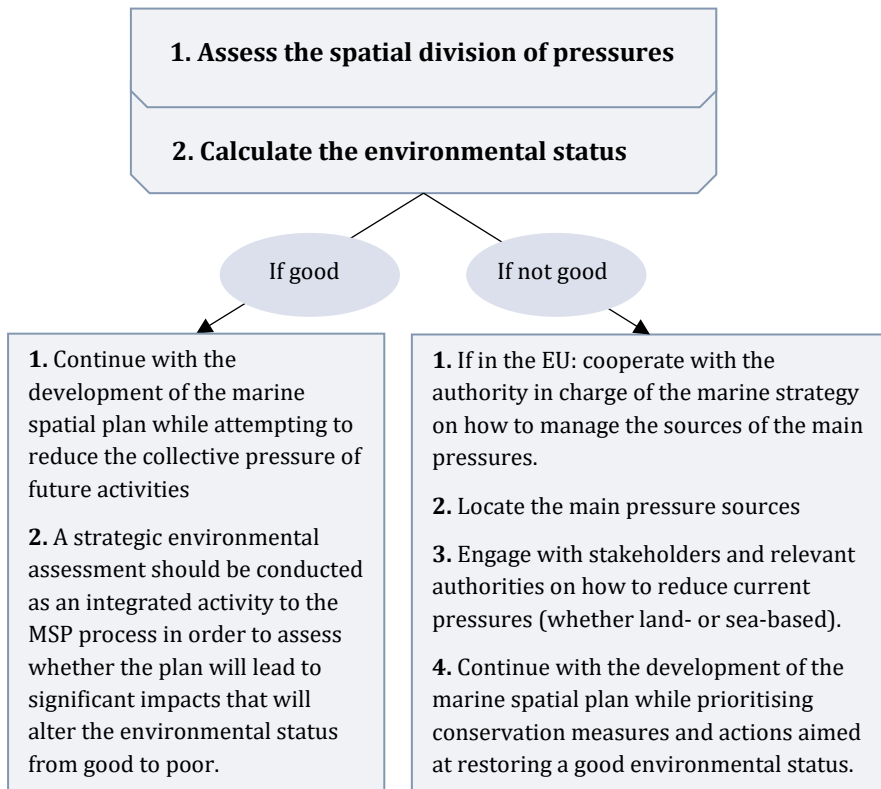 1. Assess the spatial division of pressures
2. Calculate the environmental status
If good
If not good
1. Continue with the
development of the marine
spatial plan while attempting to
reduce the collective pressure of
future activities
2. A strategic environmental
assessment should be conducted
as an integrated activity to the
MSP process in order to assess
whether the plan will lead to
significant impacts that will
alter the environmental status
from good to poor.
1. If in the EU: cooperate with the
authority in charge of the marine strategy
on how to manage the sources of the main
pressures.
2. Locate the main pressure sources
3. Engage with stakeholders and relevant
authorities on how to reduce current
pressures (whether land- or sea-based).
4. Continue with the development of the
marine spatial plan while prioritising
conservation measures and actions aimed
at restoring a good environmental status.